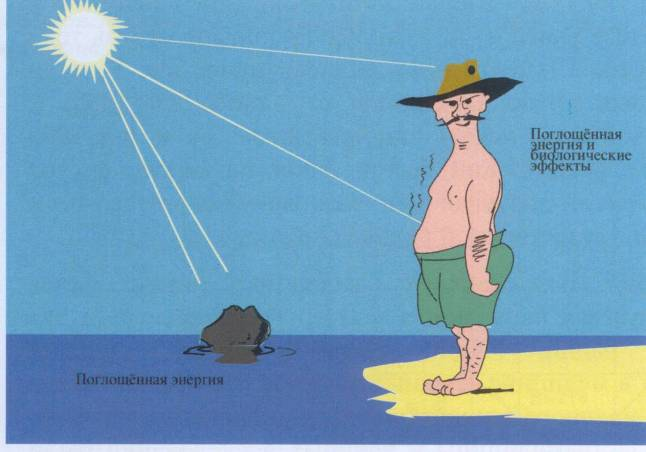 Поглощённая
энергия и
биологические
эффекты
Поглощённая энергия